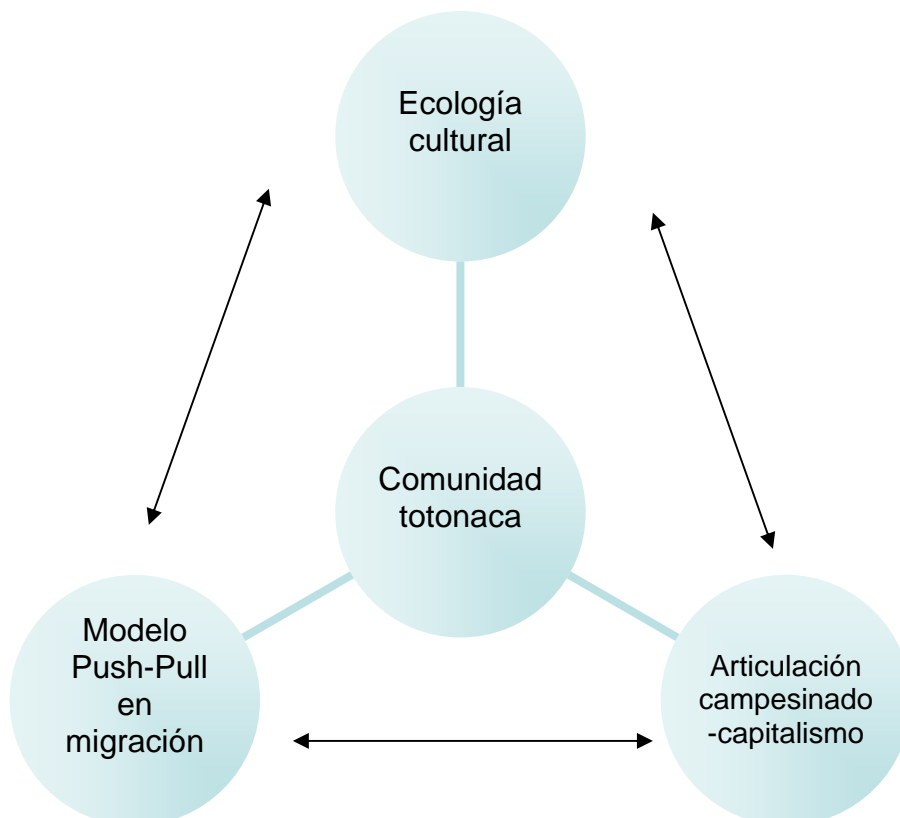 Ecología
cultural
Comunidad
totonaca
Modelo
Push-Pull
en
migración
Articulación
campesinado
-capitalismo